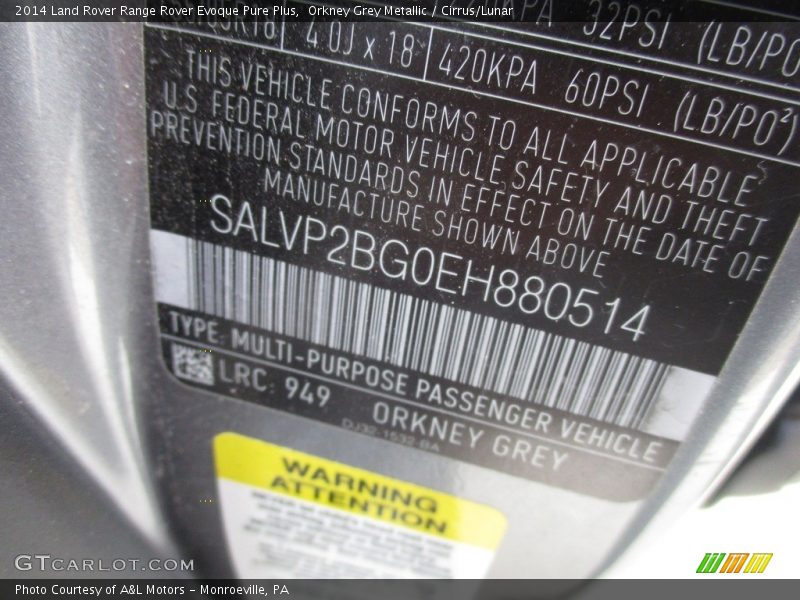 2014 Land Rover Range Rover Evoque Pure Plus, Orkney Grey Metallic / Cirrus/Lunar
32PSI (LB/PO
4.0J x 18 420KPA 60PSI (LB/PO²)
THIS VEHICLE CONFORMS TO ALL APPLICABLE
U.S FEDERAL MOTOR VEHICLE SAFETY AND THEFT
PREVENTION STANDARDS IN EFFECT ON THE DATE OF
MANUFACTURE SHOWN ABOVE
SALVP2BG0EH880514
TYPE: MULTI-PURPOSE PASSENGER VEHICLE
LRC: 949 ORKNEY GREY
WARNING
ATTENTION
GTCARLOT.COM
Photo Courtesy of A&L Motors – Monroeville, PA